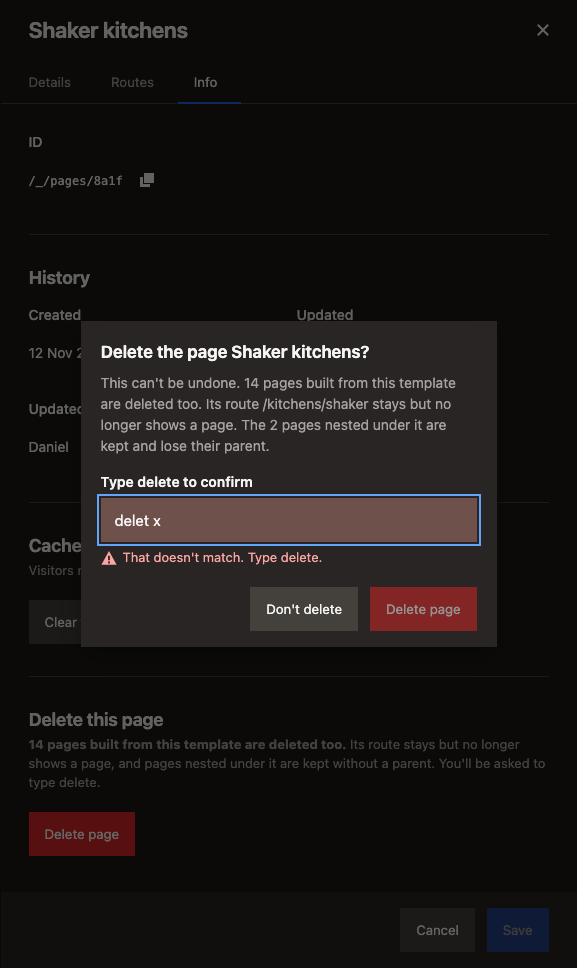 Shaker kitchens
Details Routes Info
ID
/_/pages/8a1f
History
Created Updated
12 Nov 2
Updated
Daniel
Delete the page Shaker kitchens?
This can't be undone. 14 pages built from this template
are deleted too. Its route /kitchens/shaker stays but no
longer shows a page. The 2 pages nested under it are
kept and lose their parent.
Type delete to confirm
delet x
That doesn't match. Type delete.
Don't delete Delete page
Cache
Visitors
Clear
Delete this page
14 pages built from this template are deleted too. Its route stays but no longer
shows a page, and pages nested under it are kept without a parent. You'll be asked to
type delete.
Delete page
Cancel Save